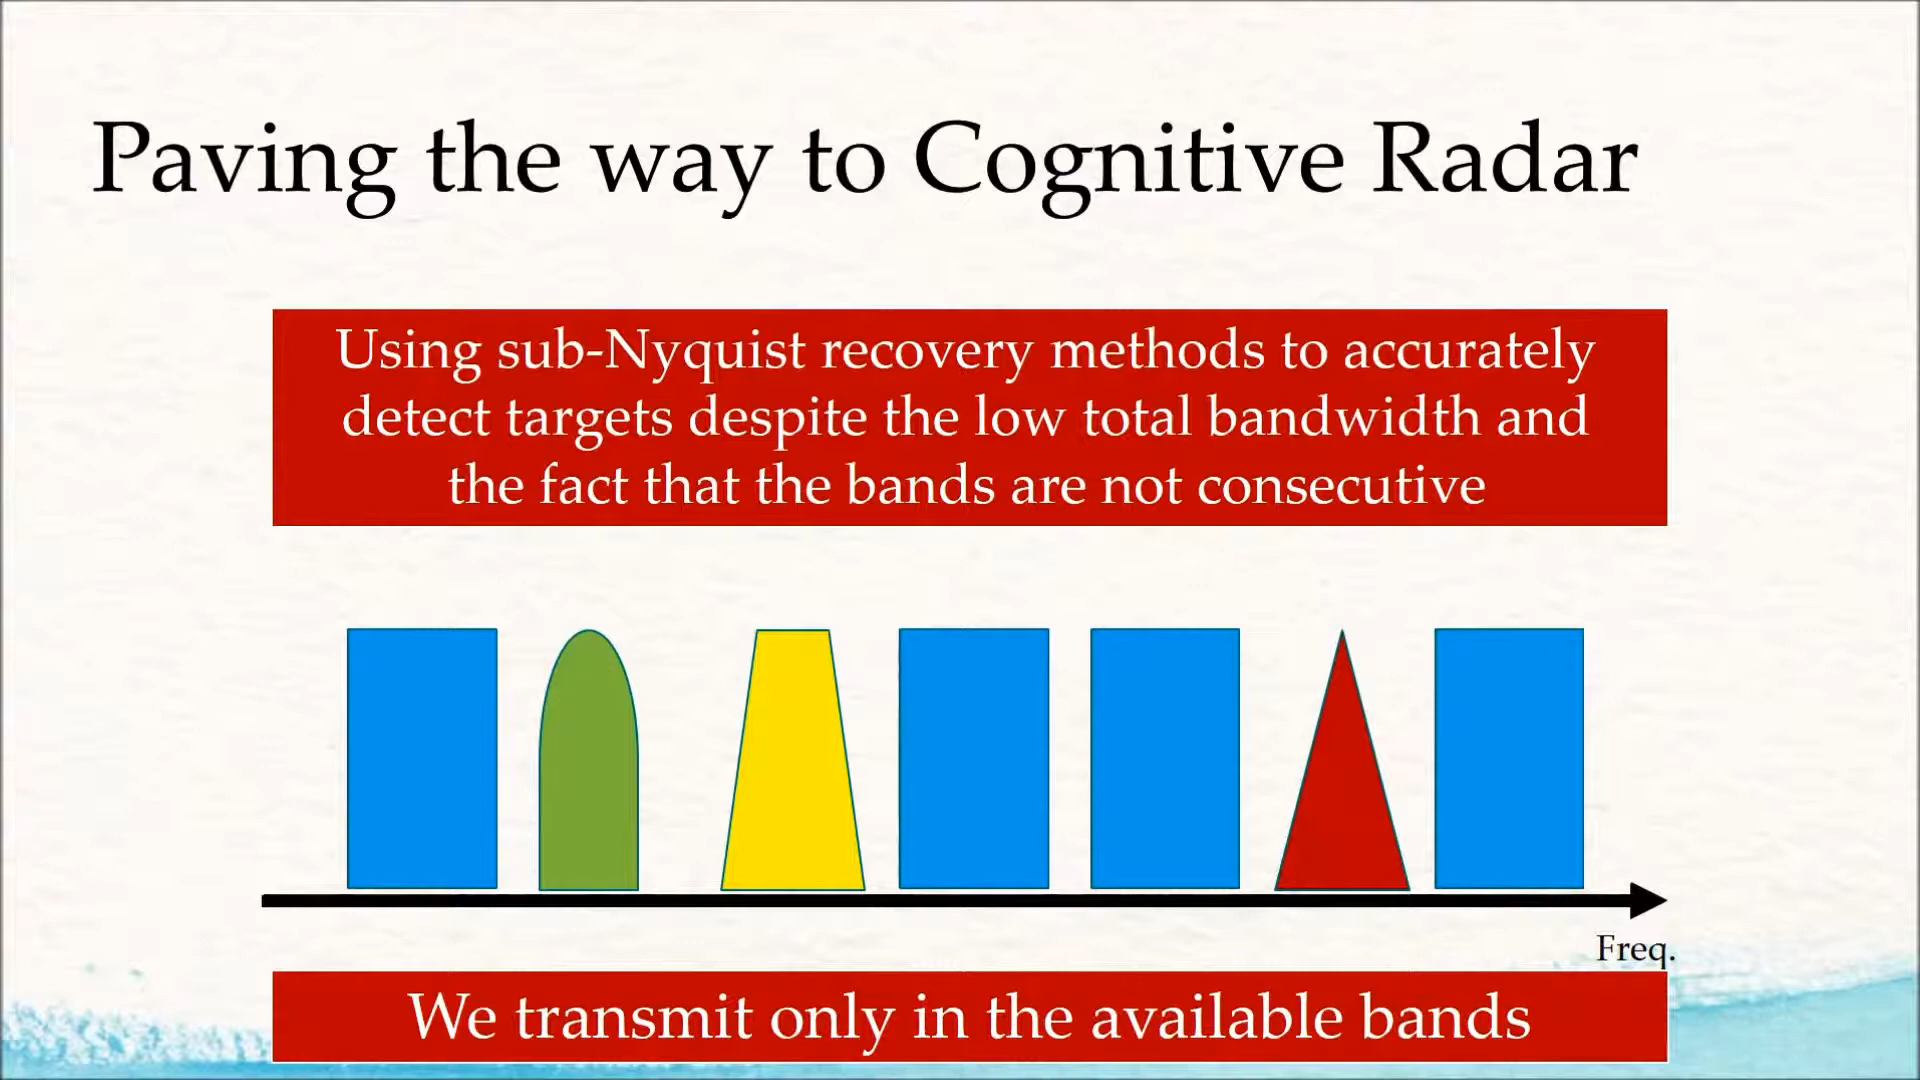 Paving the way to Cognitive Radar
Using sub-Nyquist recovery methods to accurately
detect targets despite the low total bandwidth and
the fact that the bands are not consecutive
Freq.
We transmit only in the available bands